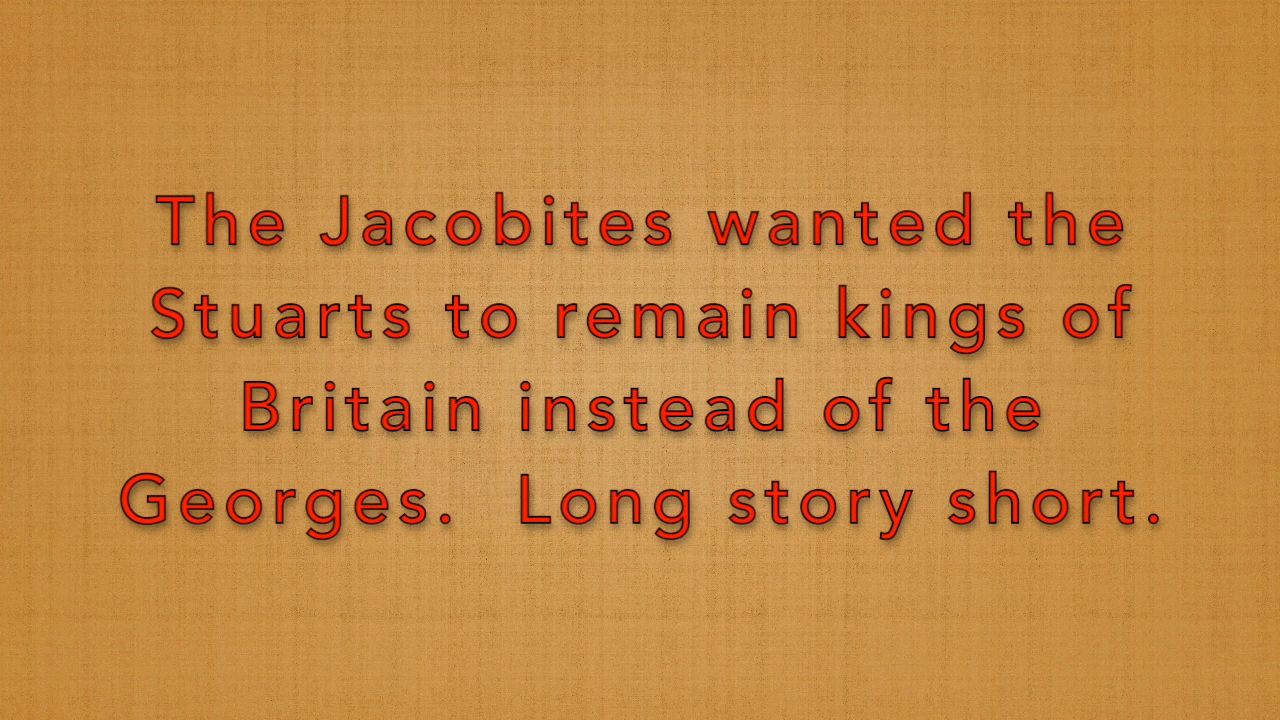 The Jacobites wanted the
Stuarts to remain kings of
Britain instead of the
Georges.  Long story short.